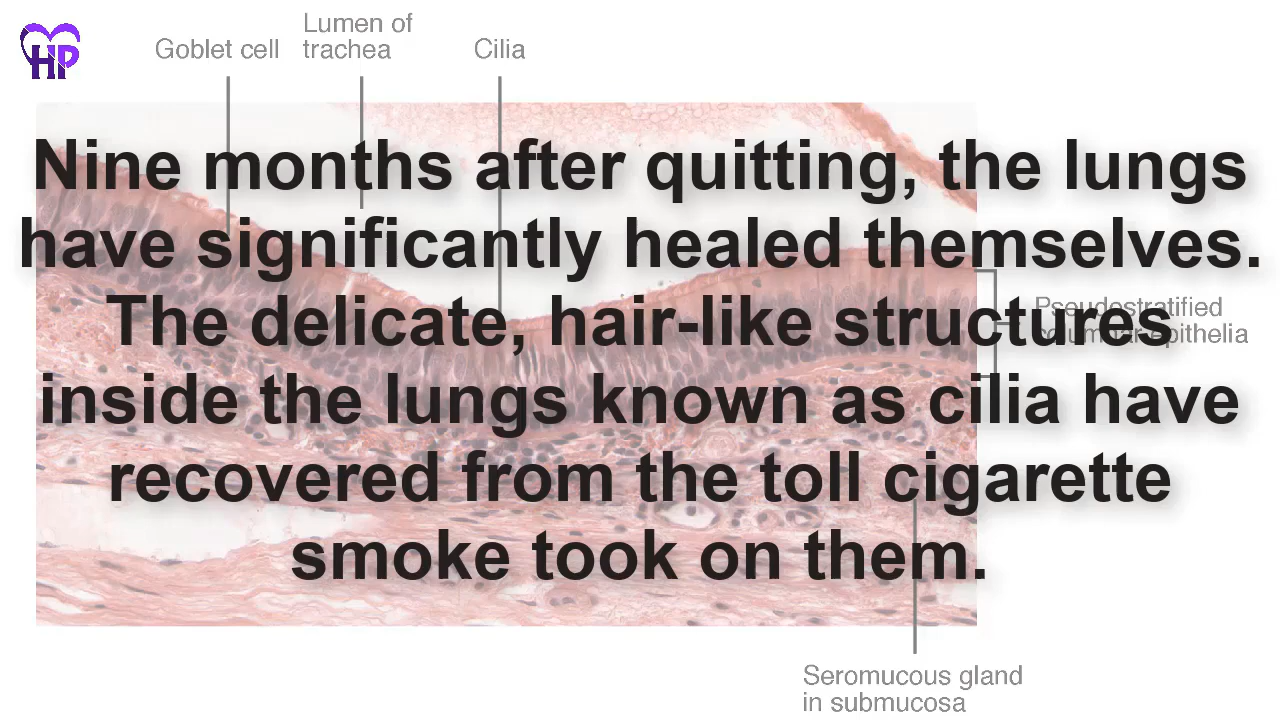 HP
Goblet cell
Lumen of
trachea
Cilia
Nine months after quitting, the lungs
have significantly healed themselves.
The delicate, hair-like structures
inside the lungs known as cilia have
recovered from the toll cigarette
smoke took on them.
Pseudostratified
columnar epithelia
Seromucous gland
in submucosa